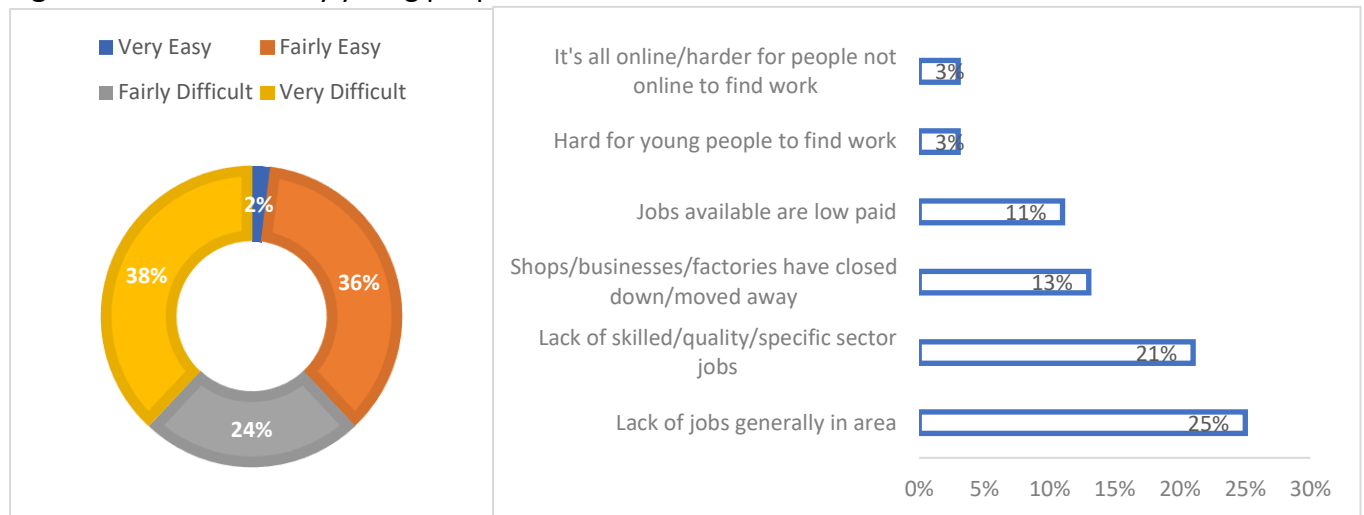 Very Easy
Fairly Easy
Fairly Difficult
Very Difficult
2%
36%
24%
38%
It's all online/harder for people not
online to find work
3%
Hard for young people to find work
3%
Jobs available are low paid
11%
Shops/businesses/factories have closed
down/moved away
13%
Lack of skilled/quality/specific sector
jobs
21%
Lack of jobs generally in area
25%
0% 5% 10% 15% 20% 25% 30%